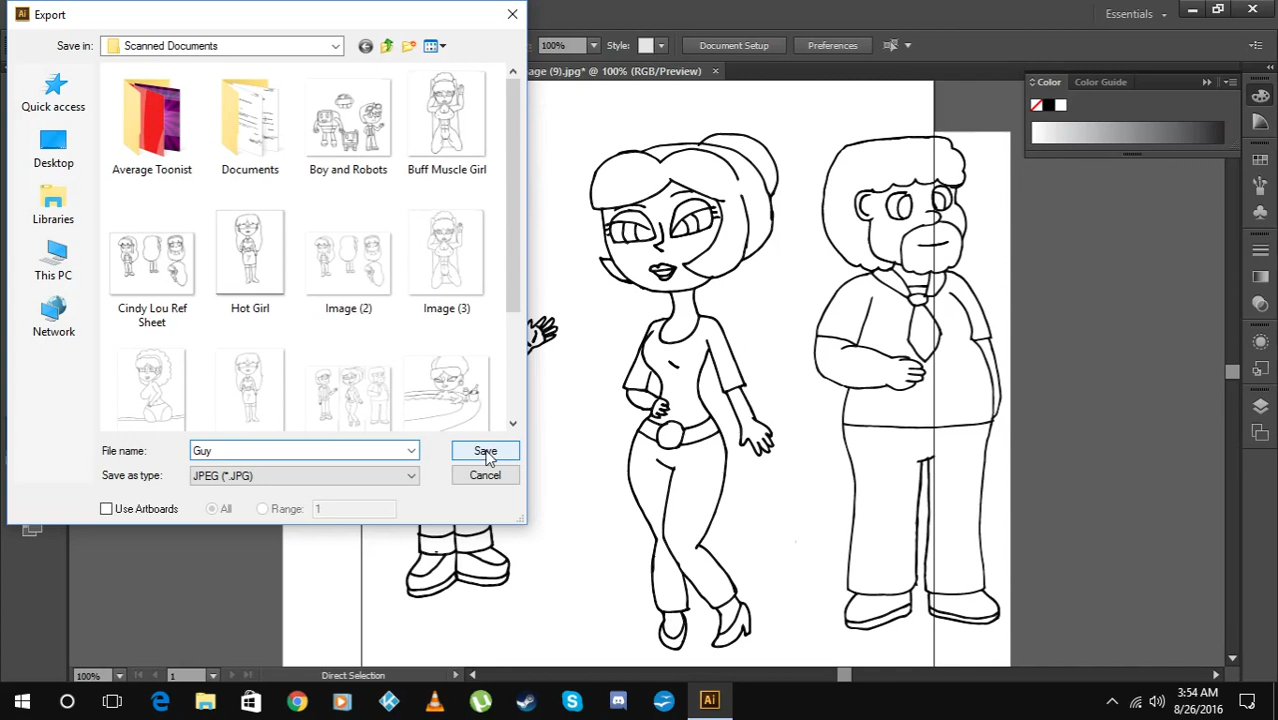 Ai Export
Save in: Scanned Documents
Quick access
Desktop
Libraries
This PC
Network
Average Toonist
Documents
Boy and Robots
Buff Muscle Girl
Cindy Lou Ref Sheet
Hot Girl
Image (2)
Image (3)
File name: Guy
Save
Save as type: JPEG (*.JPG)
Cancel
Use Artboards All Range: 1
Essentials
100% Style: Document Setup Preferences
age (9).jpg* @ 100% (RGB/Preview)
Color Color Guide
100% 1 Direct Selection
Ai
3:54 AM
8/26/2016